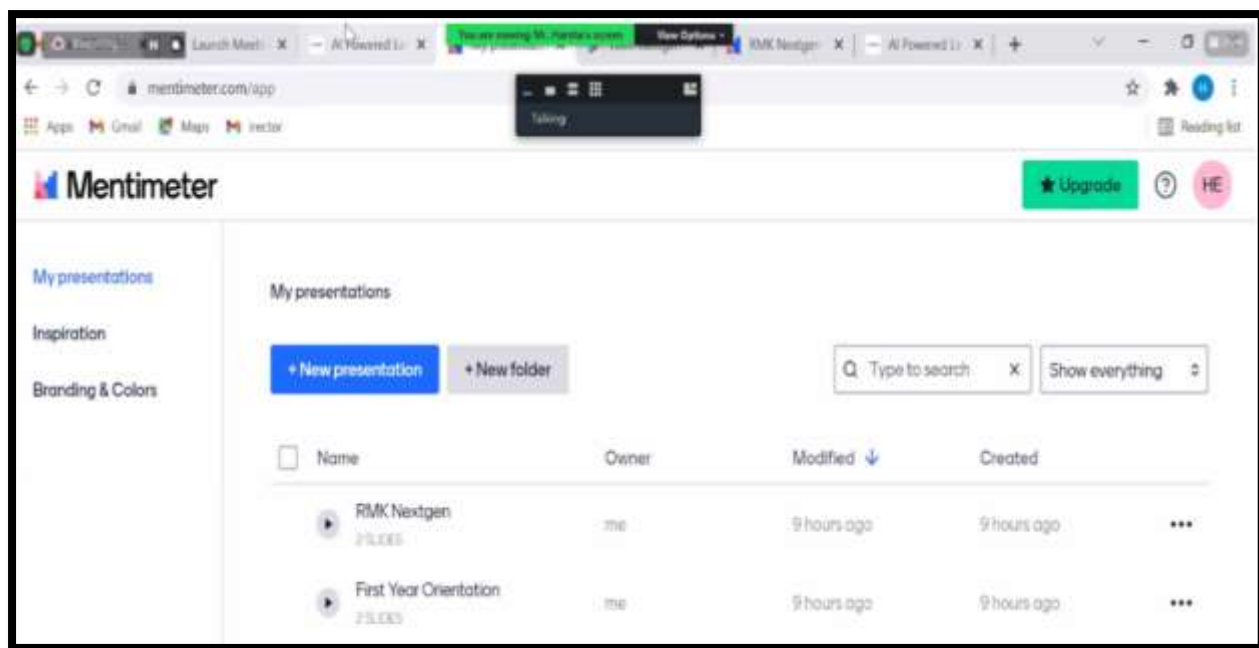 Launch Meeti
AI Powered Li
You are viewing Mr. screen
View Options
RMK Nextgen
AI Powered Li
mentimeter.com/app
Talking
Apps
Gmail
Maps
irector
Reading list
Mentimeter
Upgrade
HE
My presentations
Inspiration
Branding & Colors
My presentations
+ New presentation
+ New folder
Type to search
Show everything
Name Owner Modified Created
RMK Nextgen me 9 hours ago 9 hours ago
2 SLIDES
First Year Orientation me 9 hours ago 9 hours ago
2 SLIDES